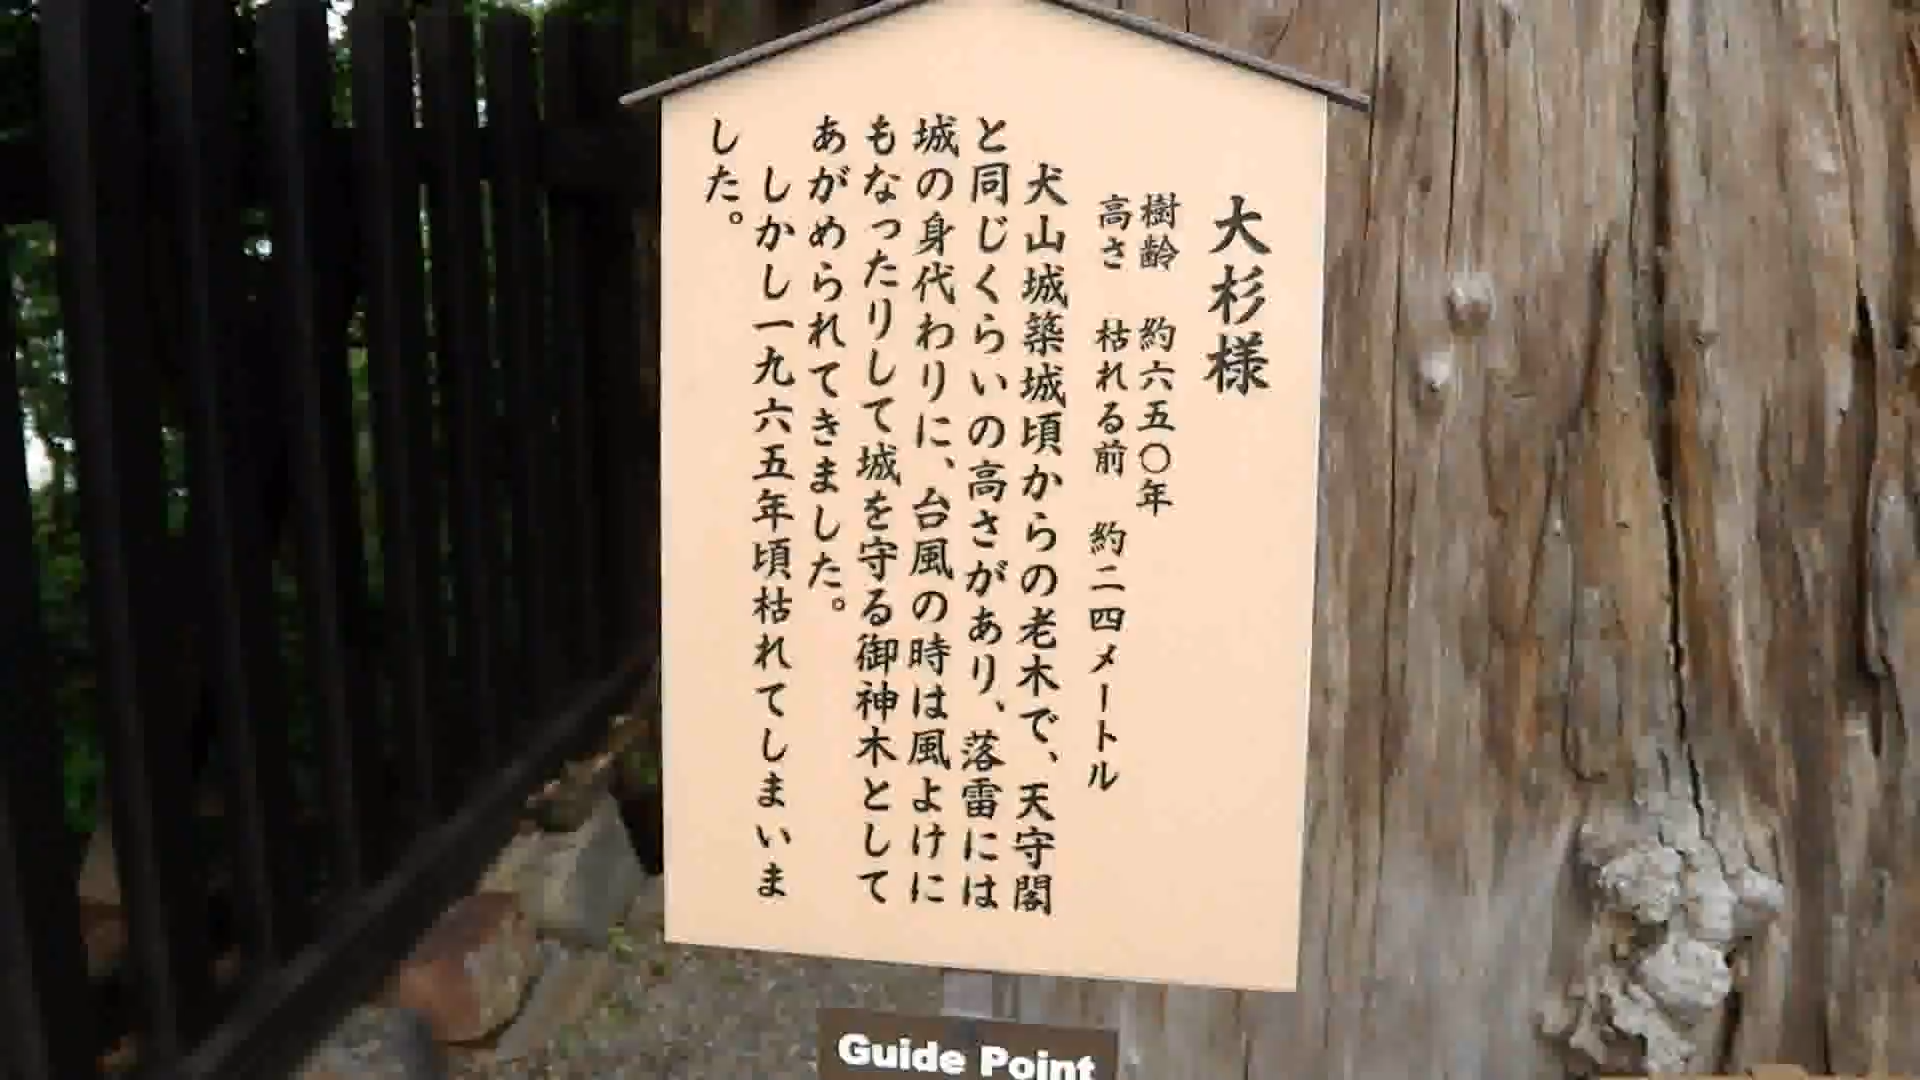 大杉様
樹齢 約六五〇年
高さ 枯れる前 約二四メートル
犬山城築城頃からの老木で、天守閣
と同じくらいの高さがあり、落雷には
城の身代わりに、台風の時は風よけに
もなったりして城を守る御神木として
あがめられてきました。
しかし一九六五年頃枯れてしまいま
した。
Guide Point